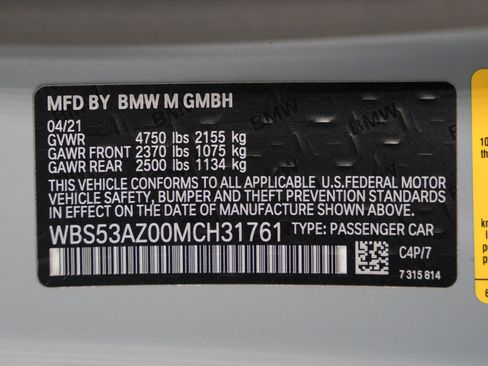 MFD BY BMW M GMBH
04/21
GVWR 4750 lbs 2155 kg
GAWR FRONT 2370 lbs 1075 kg
GAWR REAR 2500 lbs 1134 kg
THIS VEHICLE CONFORMS TO ALL APPLICABLE U.S.FEDERAL MOTOR
VEHICLE SAFETY, BUMPER AND THEFT PREVENTION STANDARDS
IN EFFECT ON THE DATE OF MANUFACTURE SHOWN ABOVE.
WBS53AZ00MCH31761 TYPE: PASSENGER CAR
C4P/7
7 315 814